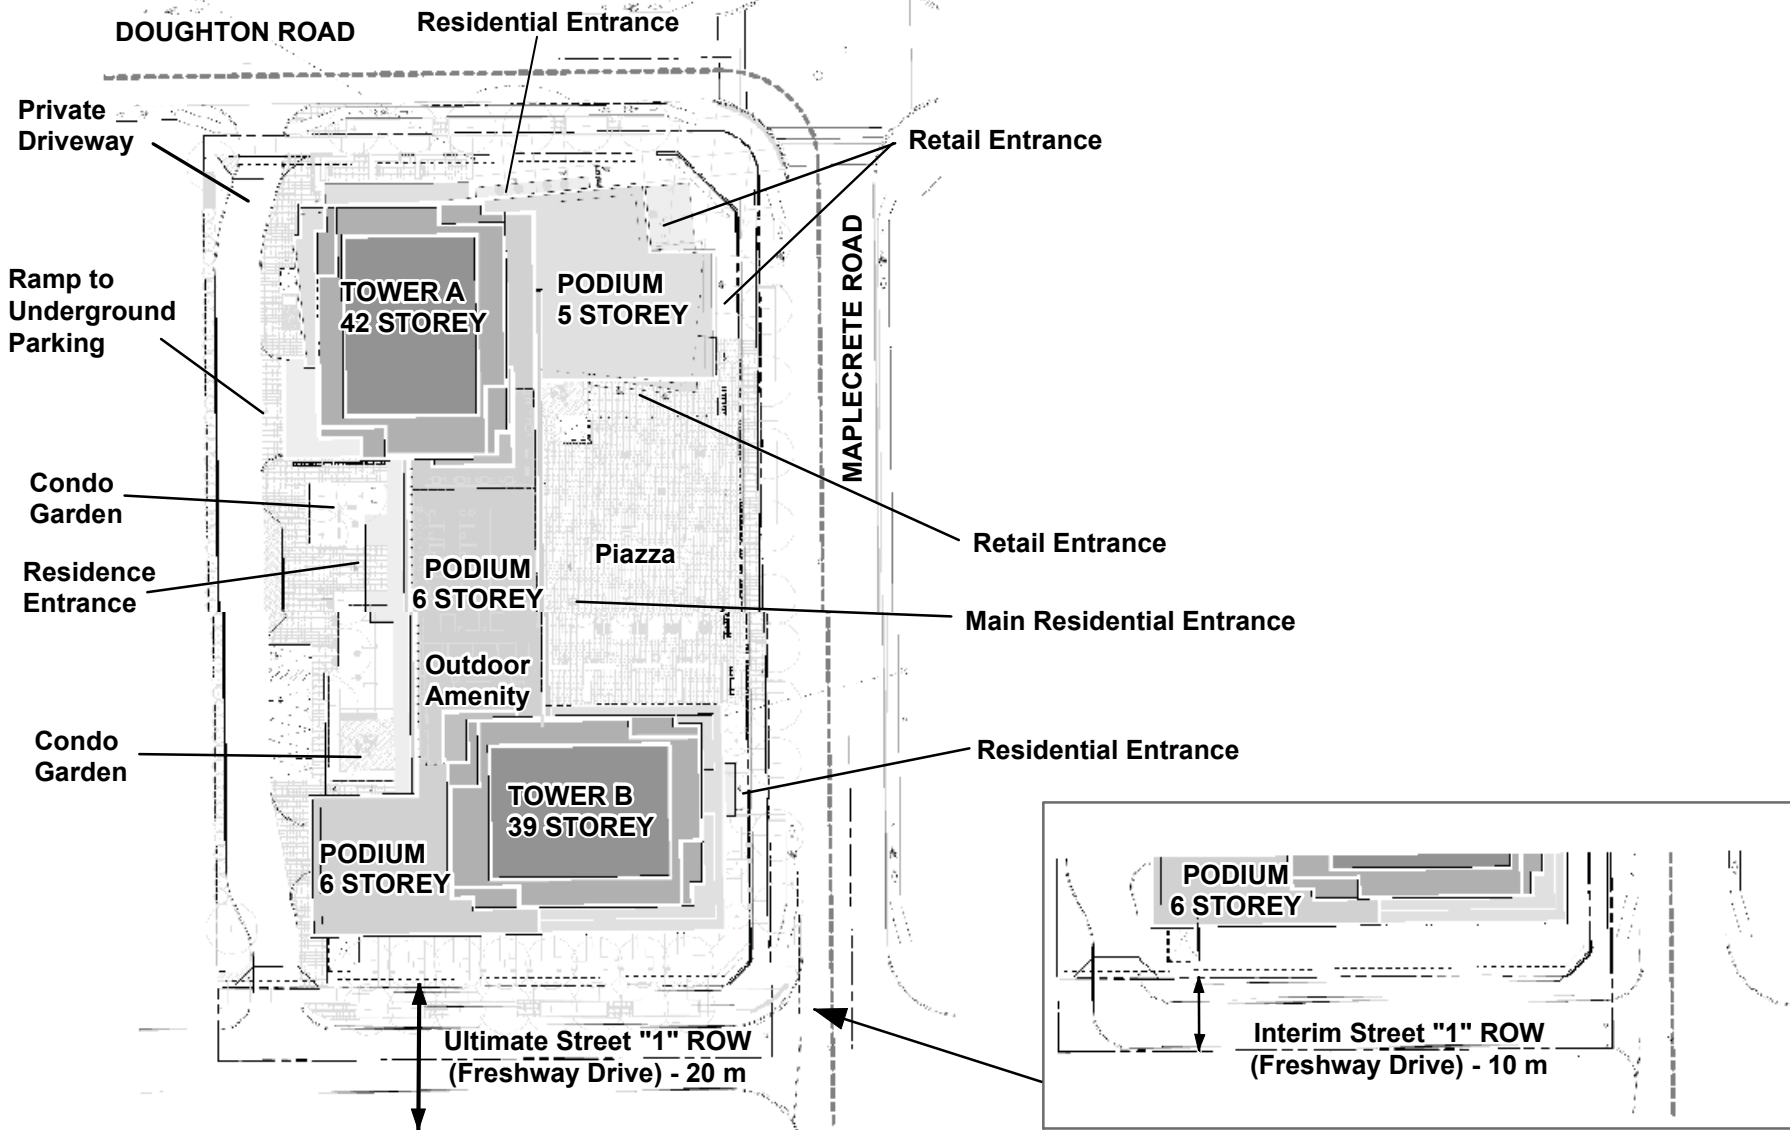 Residential Entrance
DOUGHTON ROAD
Private
Driveway
Retail Entrance
MAPLECRETE ROAD
Ramp to
Underground
Parking
TOWER A
42 STOREY
PODIUM
5 STOREY
Condo
Garden
Retail Entrance
Piazza
Residence
Entrance
PODIUM
6 STOREY
Main Residential Entrance
Outdoor
Amenity
Condo
Garden
Residential Entrance
TOWER B
39 STOREY
PODIUM
6 STOREY
PODIUM
6 STOREY
Ultimate Street "1" ROW
(Freshway Drive) - 20 m
Interim Street "1" ROW
(Freshway Drive) - 10 m